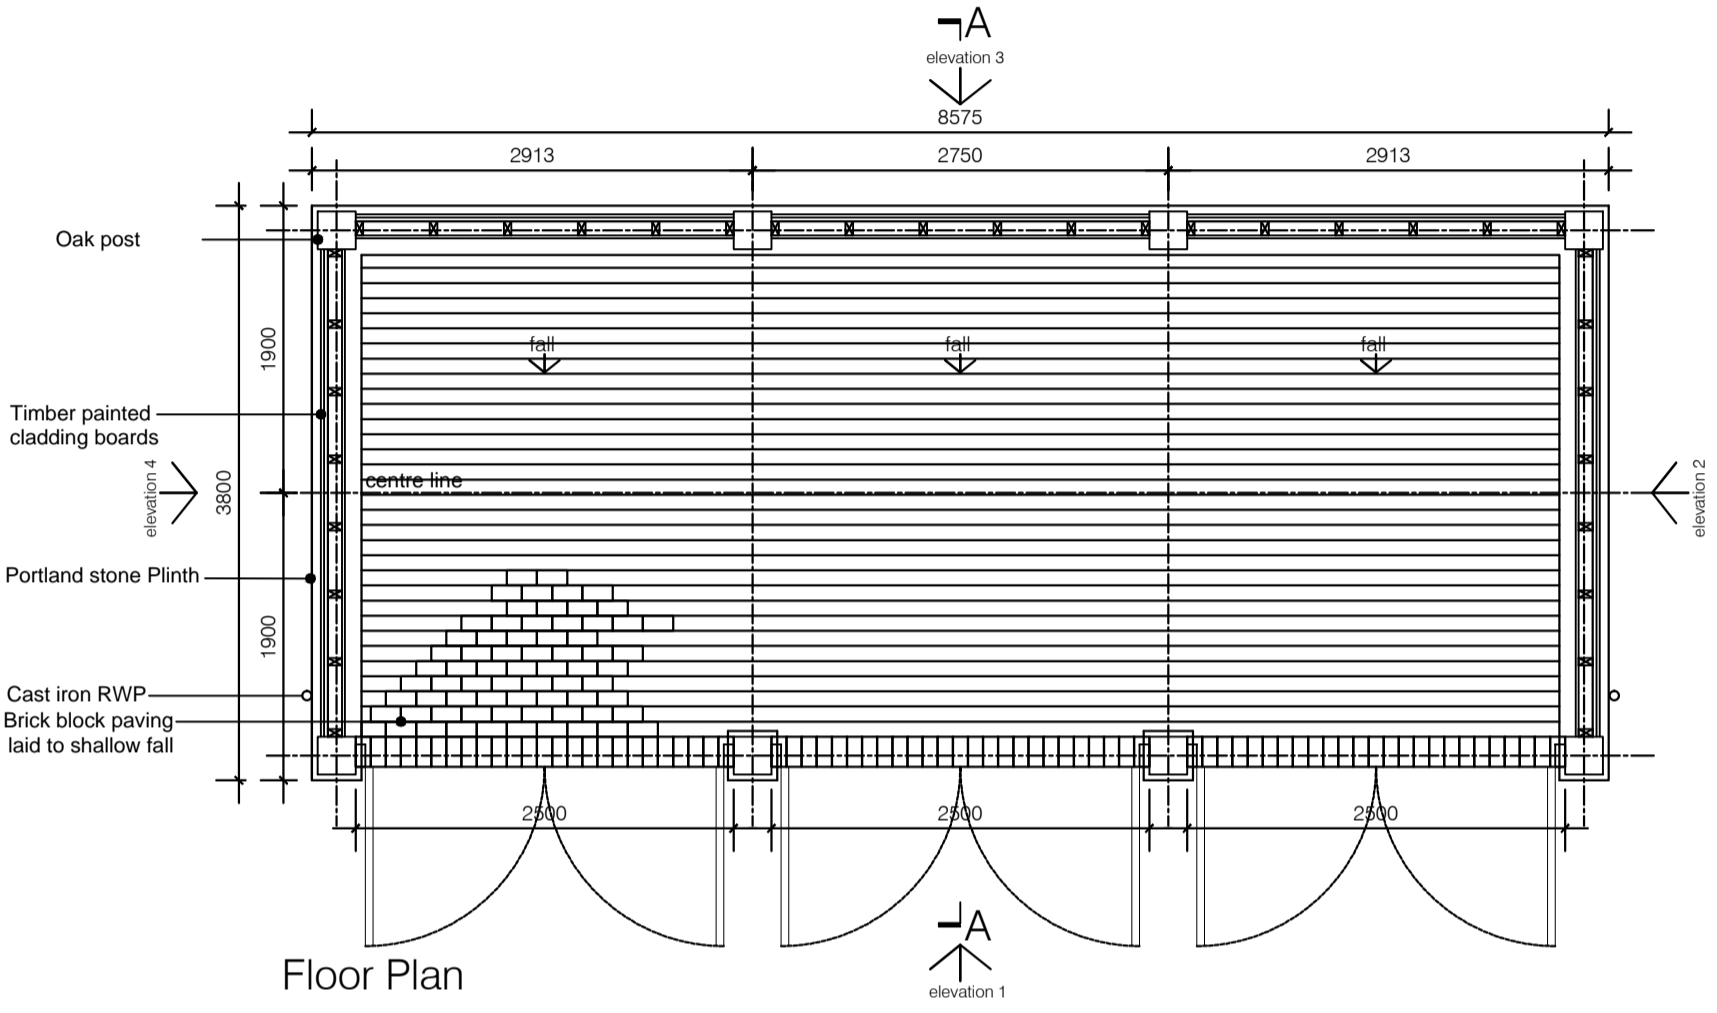 A
elevation 3
8575
2913
2750
2913
Oak post
1900
fall
fall
fall
Timber painted
cladding boards
elevation 4
3800
centre line
elevation 2
Portland stone Plinth
1900
Cast iron RWP
Brick block paving
laid to shallow fall
2500
2500
2500
A
elevation 1
Floor Plan